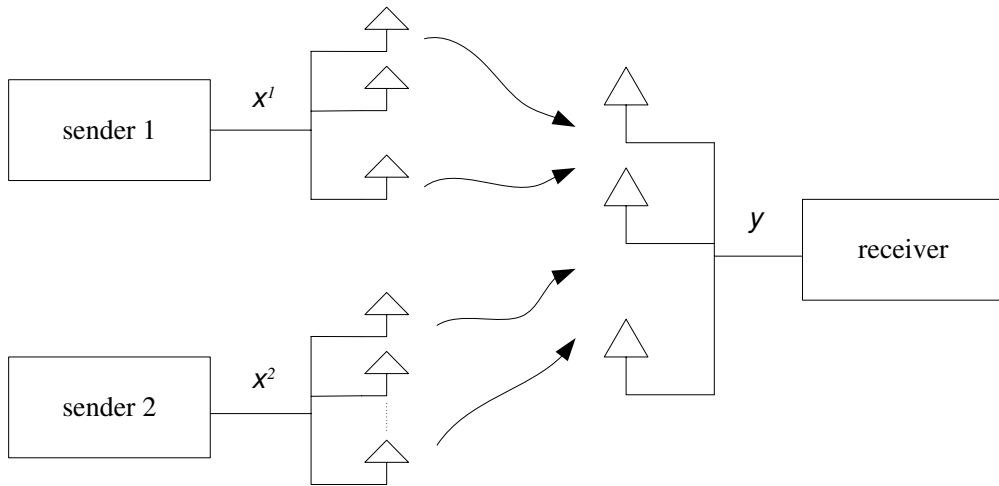 sender 1
x¹
y
receiver
sender 2
x²